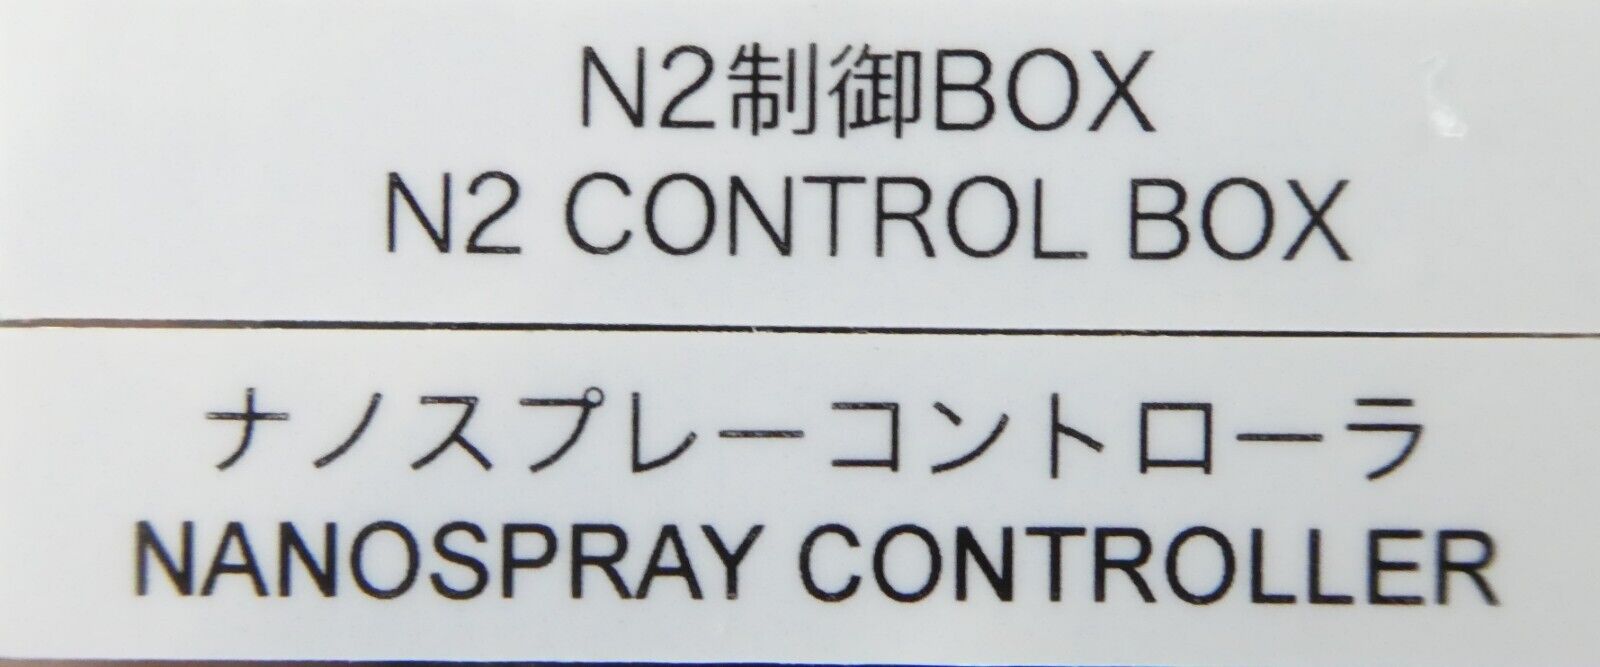 N2制御BOX
N2 CONTROL BOX
ナノスプレーコントローラ
NANOSPRAY CONTROLLER